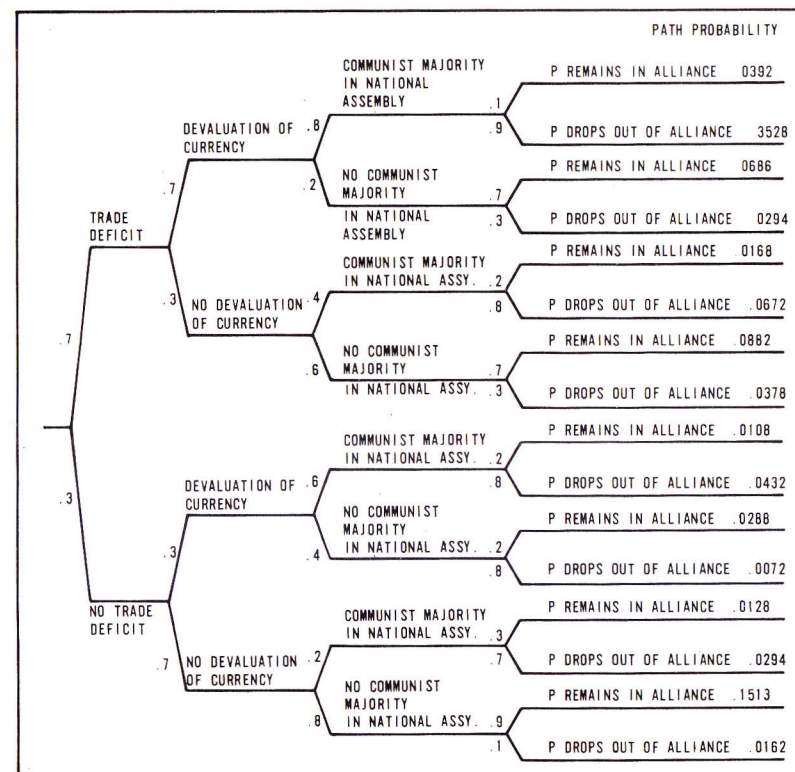 PATH PROBABILITY
COMMUNIST MAJORITY
IN NATIONAL
ASSEMBLY
P REMAINS IN ALLIANCE 0392
.1
.9
DEVALUATION OF
CURRENCY
.8
P DROPS OUT OF ALLIANCE 3528
.2
NO COMMUNIST
MAJORITY
IN NATIONAL
ASSEMBLY
P REMAINS IN ALLIANCE 0686
.7
.3
P DROPS OUT OF ALLIANCE .0294
.7
TRADE
DEFICIT
.3
NO DEVALUATION
OF CURRENCY
.4
COMMUNIST MAJORITY
IN NATIONAL ASSY. .2
P REMAINS IN ALLIANCE .0168
.8
P DROPS OUT OF ALLIANCE .0672
.6
NO COMMUNIST
MAJORITY
IN NATIONAL ASSY. .3
.7
P REMAINS IN ALLIANCE .0882
P DROPS OUT OF ALLIANCE .0378
.7
.3
COMMUNIST MAJORITY
IN NATIONAL ASSY. .2
P REMAINS IN ALLIANCE .0108
.8
P DROPS OUT OF ALLIANCE .0432
DEVALUATION OF
CURRENCY
.6
.4
NO COMMUNIST
MAJORITY
IN NATIONAL ASSY. .2
P REMAINS IN ALLIANCE .0288
.8
P DROPS OUT OF ALLIANCE .0072
.3
NO TRADE
DEFICIT
.7
NO DEVALUATION
OF CURRENCY
.2
COMMUNIST MAJORITY
IN NATIONAL ASSY. .3
P REMAINS IN ALLIANCE .0128
.7
P DROPS OUT OF ALLIANCE .0294
.8
NO COMMUNIST
MAJORITY
IN NATIONAL ASSY. .9
P REMAINS IN ALLIANCE .1513
.1
P DROPS OUT OF ALLIANCE .0162